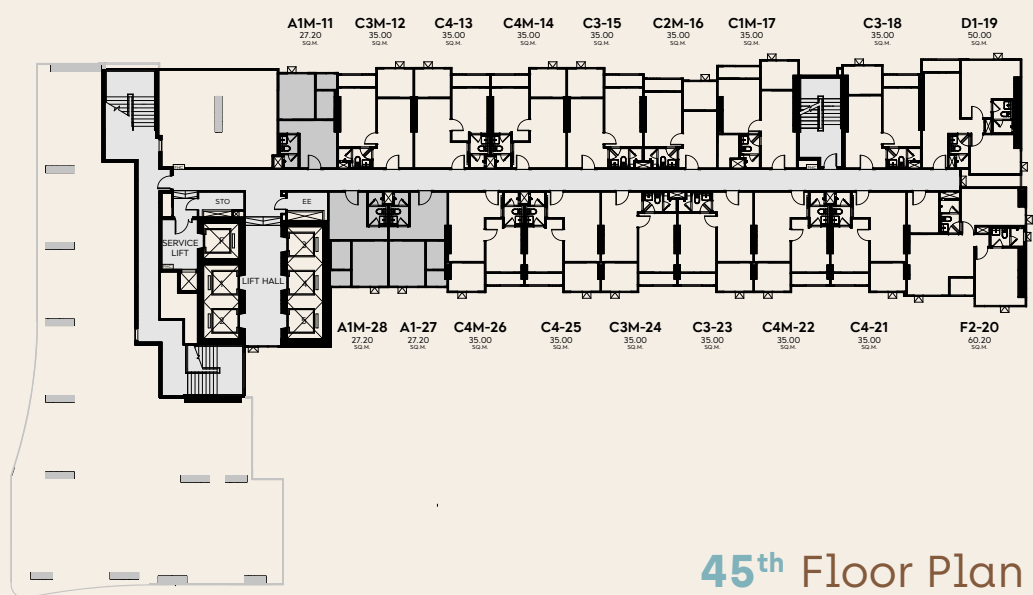 A1M-11 C3M-12 C4-13 C4M-14 C3-15 C2M-16 C1M-17 C3-18 D1-19
27.20 35.00 35.00 35.00 35.00 35.00 35.00 35.00 50.00
SQ.M. SQ.M. SQ.M. SQ.M. SQ.M. SQ.M. SQ.M. SQ.M. SQ.M.
STO EE
SERVICE
LIFT
LIFT HALL
A1M-28 A1-27 C4M-26 C4-25 C3M-24 C3-23 C4M-22 C4-21 F2-20
27.20 27.20 35.00 35.00 35.00 35.00 35.00 35.00 60.20
SQ.M. SQ.M. SQ.M. SQ.M. SQ.M. SQ.M. SQ.M. SQ.M. SQ.M.
45th Floor Plan